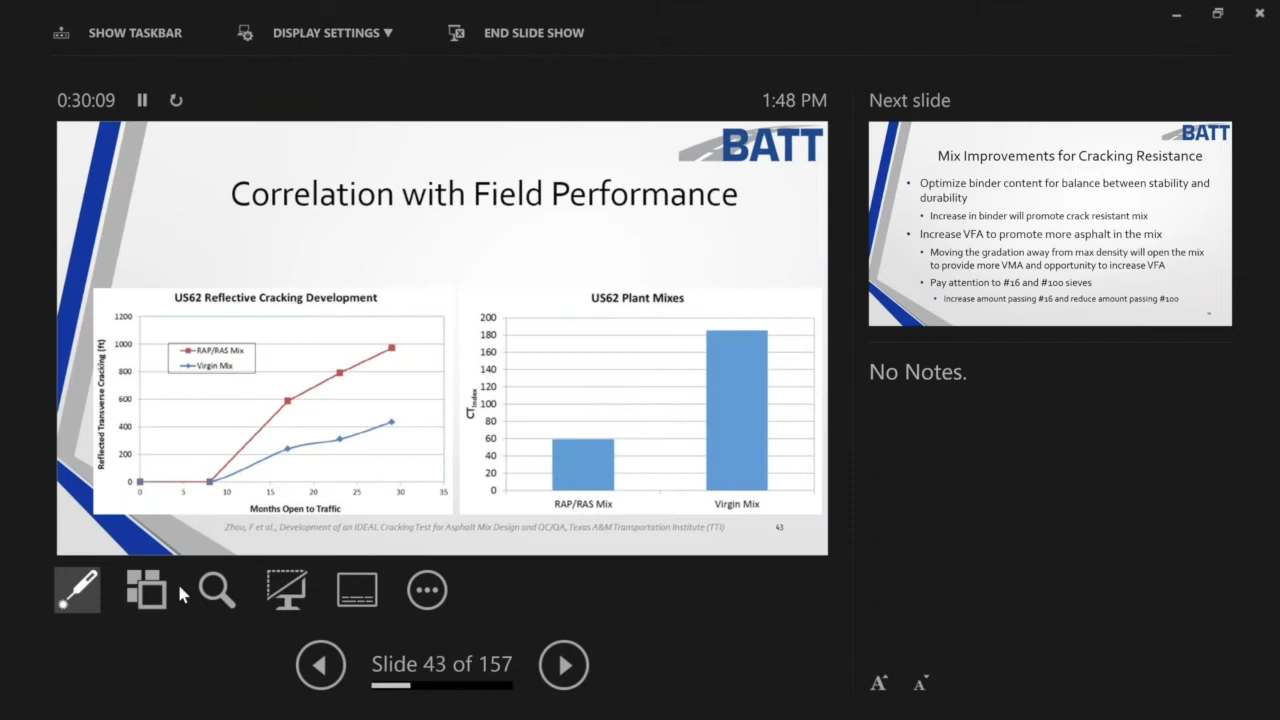 SHOW TASKBAR
DISPLAY SETTINGS ▼
END SLIDE SHOW
0:30:09
1:48 PM
BATT
Correlation with Field Performance
US62 Reflective Cracking Development
Reflected Transverse Cracking (ft)
1200
1000
800
600
400
200
0
RAP/RAS Mix
Virgin Mix
0 5 10 15 20 25 30 35
Months Open to Traffic
US62 Plant Mixes
CTIndex
200
180
160
140
120
100
80
60
40
20
0
RAP/RAS Mix Virgin Mix
Zhou, F et al., Development of an IDEAL Cracking Test for Asphalt Mix Design and QC/QA, Texas A&M Transportation Institute (TTI)
43
Slide 43 of 157
Next slide
BATT
Mix Improvements for Cracking Resistance
• Optimize binder content for balance between stability and
durability
• Increase in binder will promote crack resistant mix
• Increase VFA to promote more asphalt in the mix
• Moving the gradation away from max density will open the mix
to provide more VMA and opportunity to increase VFA
• Pay attention to #16 and #100 sieves
• Increase amount passing #16 and reduce amount passing #100
No Notes.
A A